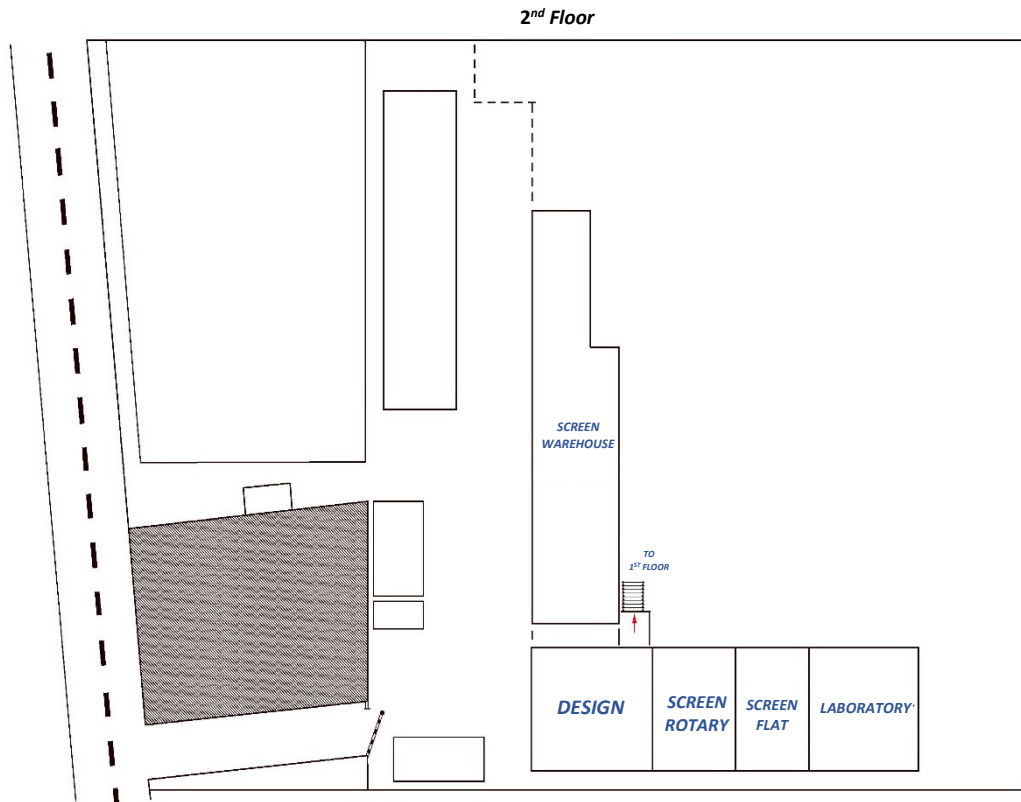 2nd Floor
SCREEN
WAREHOUSE
TO
1ST FLOOR
DESIGN
SCREEN
ROTARY
SCREEN
FLAT
LABORATORY